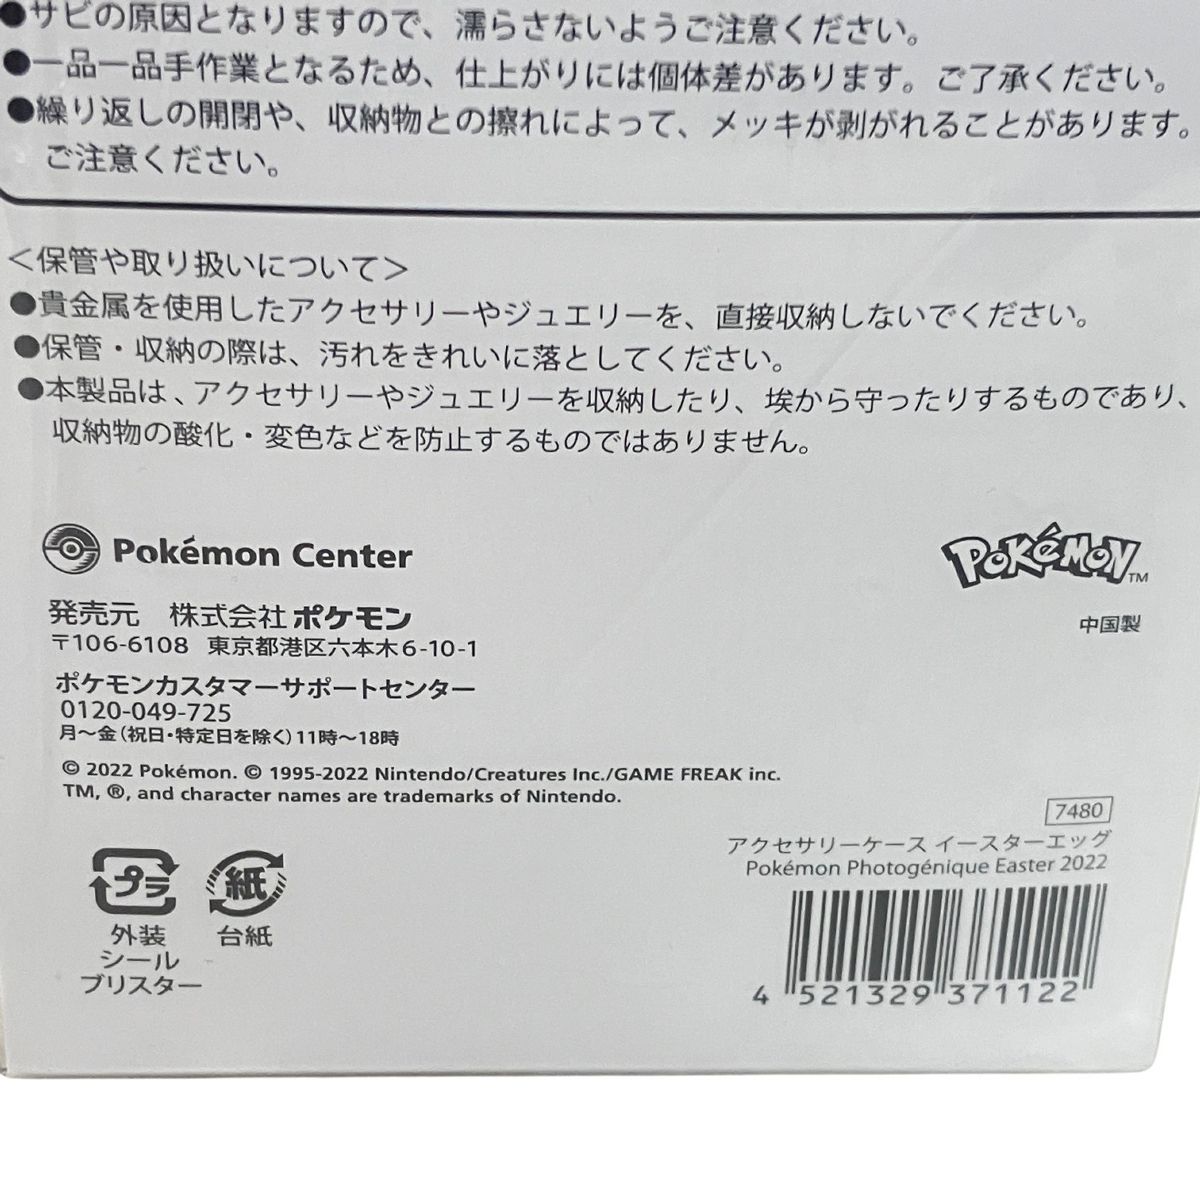 ●サビの原因となりますので、濡らさないようご注意ください。
●一品一品手作業となるため、仕上がりには個体差があります。ご了承ください。
●繰り返しの開閉や、収納物との擦れによって、メッキが剥がれることがあります。
ご注意ください。
＜保管や取り扱いについて＞
●貴金属を使用したアクセサリーやジュエリーを、直接収納しないでください。
●保管・収納の際は、汚れをきれいに落としてください。
●本製品は、アクセサリーやジュエリーを収納したり、埃から守ったりするものであり、
収納物の酸化・変色などを防止するものではありません。
Pokémon Center
POKéMON TM
中国製
発売元　株式会社ポケモン
〒106-6108 東京都港区六本木6-10-1
ポケモンカスタマーサポートセンター
0120-049-725
月～金(祝日・特定日を除く)11時～18時
© 2022 Pokémon. © 1995-2022 Nintendo/Creatures Inc./GAME FREAK inc.
TM, ®, and character names are trademarks of Nintendo.
7480
アクセサリーケース イースターエッグ
Pokémon Photogénique Easter 2022
4 521329 371122
プラ
外装
シール
ブリスター
紙
台紙